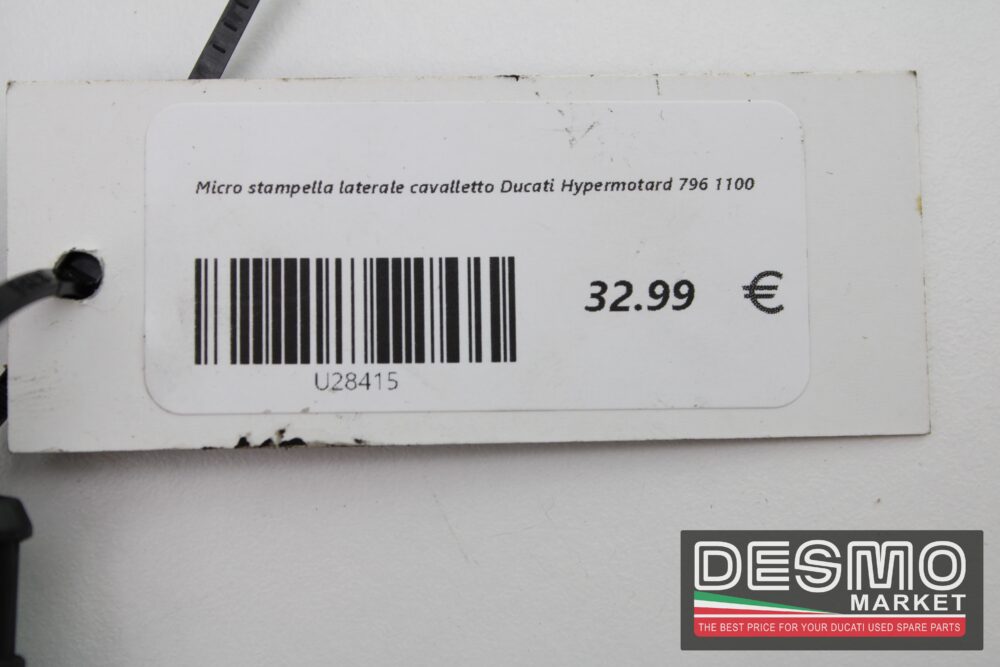 Micro stampella laterale cavalletto Ducati Hypermotard 796 1100
32.99 €
U28415
DESMO
MARKET
THE BEST PRICE FOR YOUR DUCATI USED SPARE PARTS